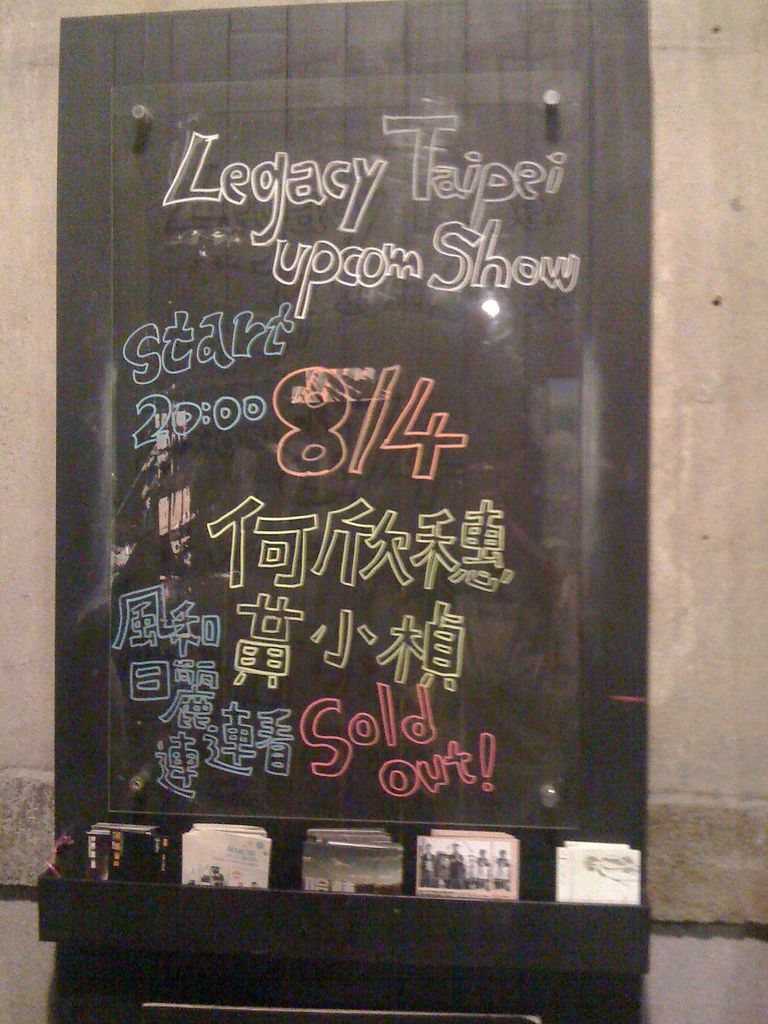 Legacy Taipei
upcom Show
start
20:00
8/4
何欣穗
黃小楨
風和
日麗
連連看
Sold
out!